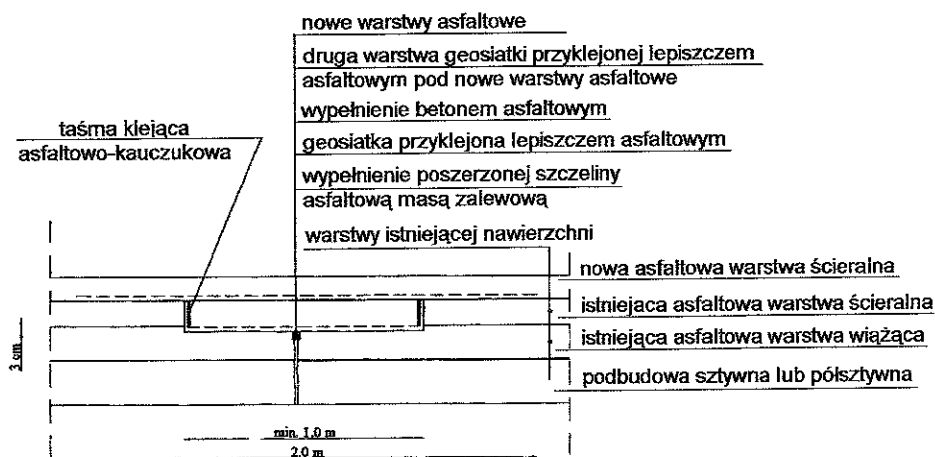 nowe warstwy asfaltowe
druga warstwa geosiatki przyklejonej lepiszczem
asfaltowym pod nowe warstwy asfaltowe
wypełnienie betonem asfaltowym
geosiatka przyklejona lepiszczem asfaltowym
wypełnienie poszerzonej szczeliny
asfaltową masą zalewową
warstwy istniejącej nawierzchni
taśma klejąca
asfaltowo-kauczukowa
nowa asfaltowa warstwa ścieralna
istniejaca asfaltowa warstwa ścieralna
istniejąca asfaltowa warstwa wiążąca
podbudowa sztywna lub półsztywna
3 cm
min. 1.0 m
2.0 m